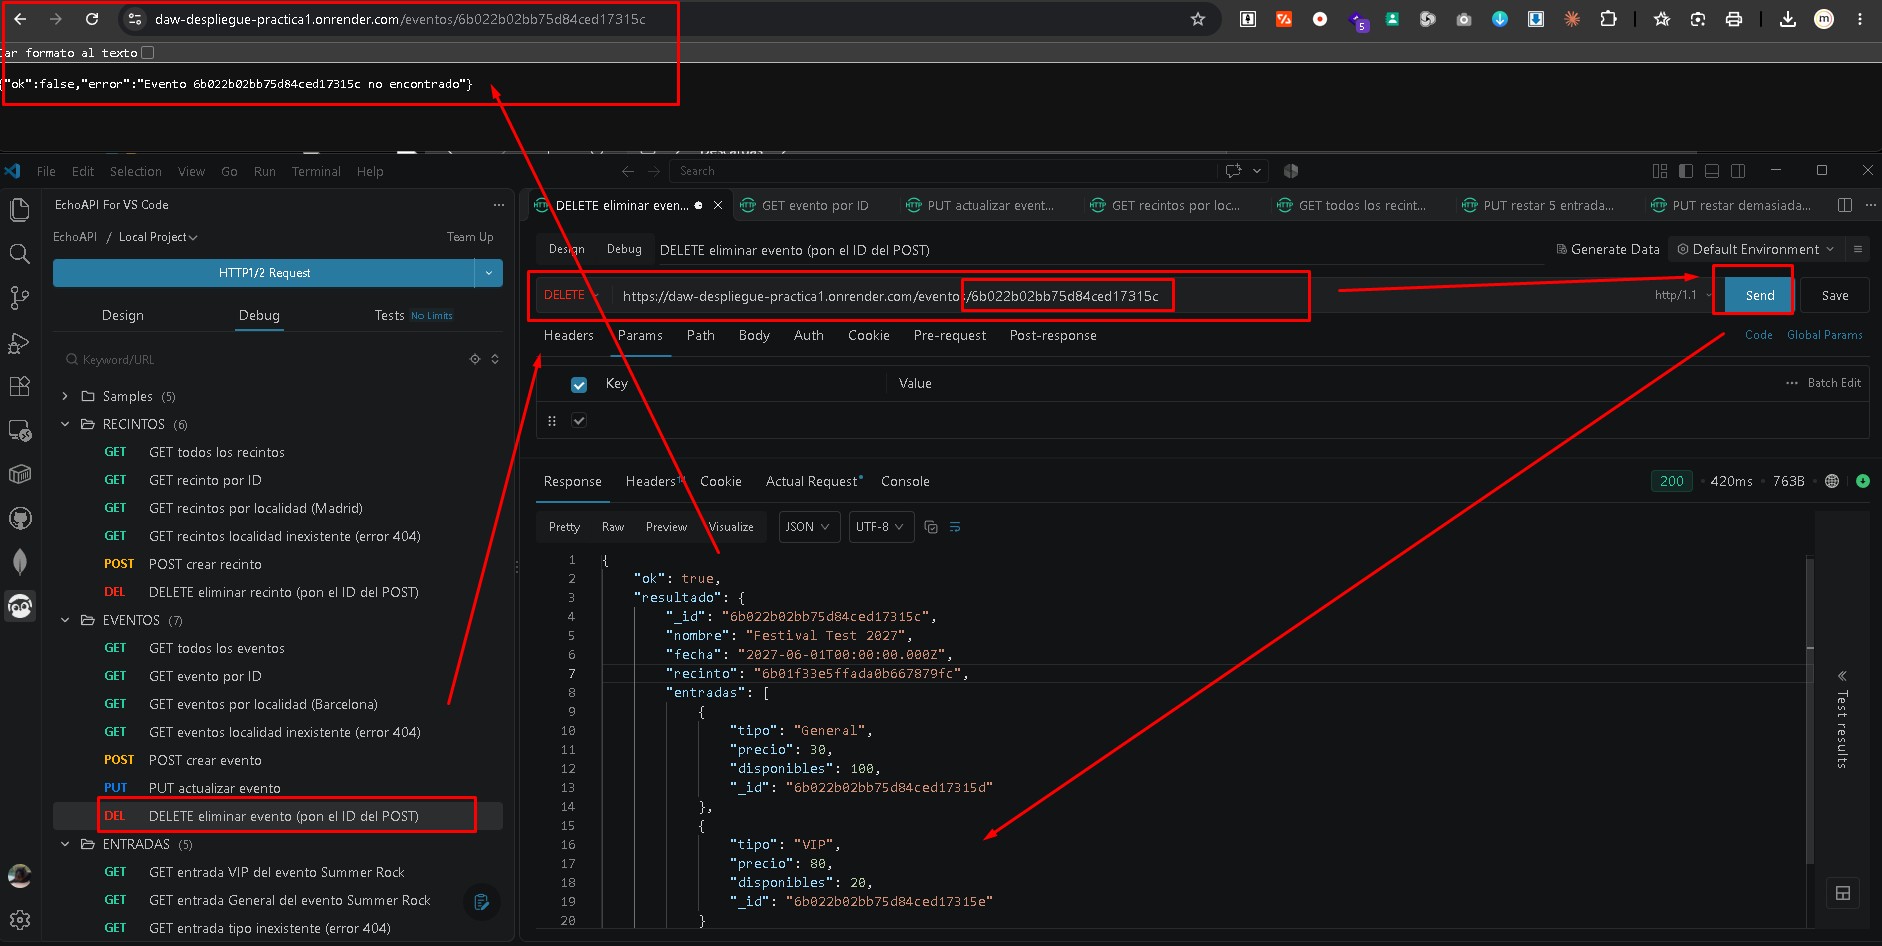 daw-despliegue-practica1.onrender.com/eventos/6b022b02bb75d84ced17315c
5
m
ar formato al texto
"ok":false,"error":"Evento 6b022b02bb75d84ced17315c no encontrado"}
File Edit Selection View Go Run Terminal Help
Search
EchoAPI For VS Code
EchoAPI / Local Project
Team Up
HTTP1/2 Request
Design
Debug
Tests No Limits
Keyword/URL
Samples (5)
RECINTOS (6)
GET GET todos los recintos
GET GET recinto por ID
GET GET recintos por localidad (Madrid)
GET GET recintos localidad inexistente (error 404)
POST POST crear recinto
DEL DELETE eliminar recinto (pon el ID del POST)
EVENTOS (7)
GET GET todos los eventos
GET GET evento por ID
GET GET eventos por localidad (Barcelona)
GET GET eventos localidad inexistente (error 404)
POST POST crear evento
PUT PUT actualizar evento
DEL DELETE eliminar evento (pon el ID del POST)
ENTRADAS (5)
GET GET entrada VIP del evento Summer Rock
GET GET entrada General del evento Summer Rock
GET GET entrada tipo inexistente (error 404)
HTTP DELETE eliminar even...
HTTP GET evento por ID
HTTP PUT actualizar event...
HTTP GET recintos por loc...
HTTP GET todos los recint...
HTTP PUT restar 5 entrada...
HTTP PUT restar demasiada...
Design Debug DELETE eliminar evento (pon el ID del POST)
Generate Data Default Environment
DELETE https://daw-despliegue-practica1.onrender.com/eventos/6b022b02bb75d84ced17315c http/1.1 Send Save
Headers Params Path Body Auth Cookie Pre-request Post-response Code Global Params
Key Value Batch Edit
Response Headers Cookie Actual Request Console
200 420ms 763B
Pretty Raw Preview Visualize JSON UTF-8
1 {
2 "ok": true,
3 "resultado": {
4 "_id": "6b022b02bb75d84ced17315c",
5 "nombre": "Festival Test 2027",
6 "fecha": "2027-06-01T00:00:00.000Z",
7 "recinto": "6b01f33e5ffada0b667879fc",
8 "entradas": [
9 {
10 "tipo": "General",
11 "precio": 30,
12 "disponibles": 100,
13 "_id": "6b022b02bb75d84ced17315d"
14 },
15 {
16 "tipo": "VIP",
17 "precio": 80,
18 "disponibles": 20,
19 "_id": "6b022b02bb75d84ced17315e"
20 }
Test results